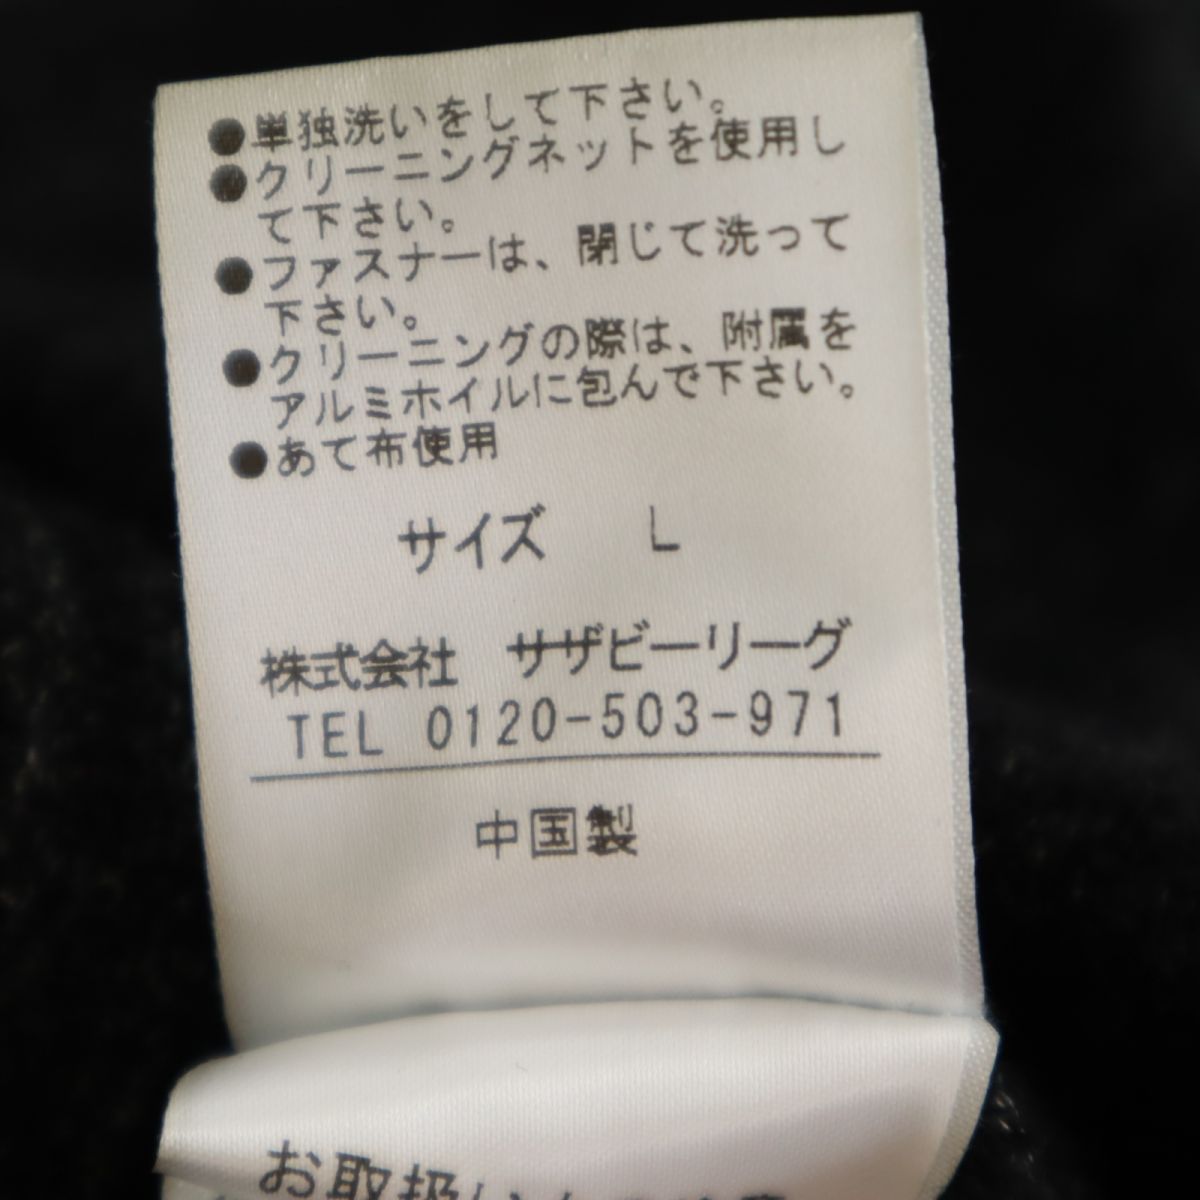 ●単独洗いをして下さい。
●クリーニングネットを使用し
て下さい。
●ファスナーは、閉じて洗って
下さい。
●クリーニングの際は、附属を
アルミホイルに包んで下さい。
●あて布使用
サイズ L
株式会社 サザビーリーグ
TEL 0120-503-971
中国製
お取扱い